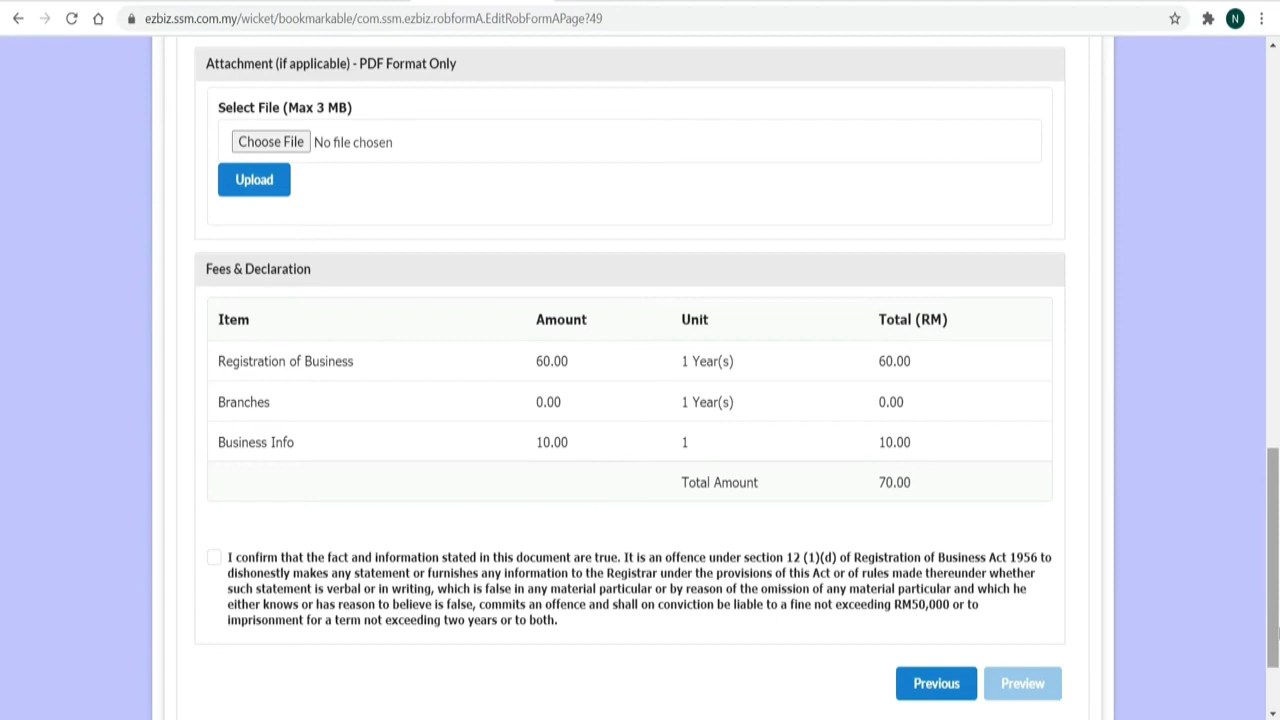 ezbiz.ssm.com.my/wicket/bookmarkable/com.ssm.ezbiz.robformA.EditRobFormAPage?49
N
Attachment (if applicable) - PDF Format Only
Select File (Max 3 MB)
Choose File No file chosen
Upload
Fees & Declaration
Item Amount Unit Total (RM)
Registration of Business 60.00 1 Year(s) 60.00
Branches 0.00 1 Year(s) 0.00
Business Info 10.00 1 10.00
Total Amount 70.00
I confirm that the fact and information stated in this document are true. It is an offence under section 12 (1)(d) of Registration of Business Act 1956 to
dishonestly makes any statement or furnishes any information to the Registrar under the provisions of this Act or of rules made thereunder whether
such statement is verbal or in writing, which is false in any material particular or by reason of the omission of any material particular and which he
either knows or has reason to believe is false, commits an offence and shall on conviction be liable to a fine not exceeding RM50,000 or to
imprisonment for a term not exceeding two years or to both.
Previous Preview